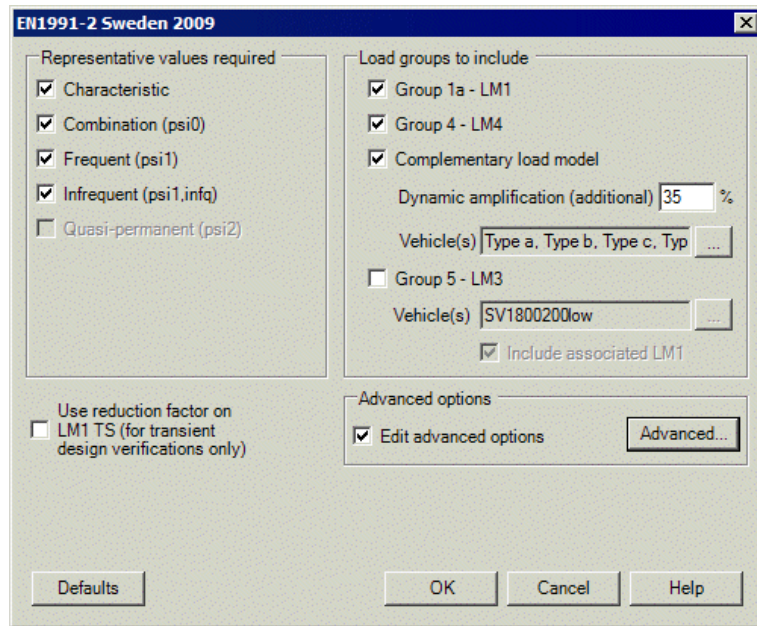 EN1991-2 Sweden 2009
Representative values required
Characteristic
Combination (psi0)
Frequent (psi1)
Infrequent (psi1,infq)
Quasi-permanent (psi2)
Load groups to include
Group 1a - LM1
Group 4 - LM4
Complementary load model
Dynamic amplification (additional) 35 %
Vehicle(s) Type a, Type b, Type c, Typ ...
Group 5 - LM3
Vehicle(s) SV1800200low ...
Include associated LM1
Use reduction factor on
LM1 TS (for transient
design verifications only)
Advanced options
Edit advanced options Advanced...
Defaults OK Cancel Help